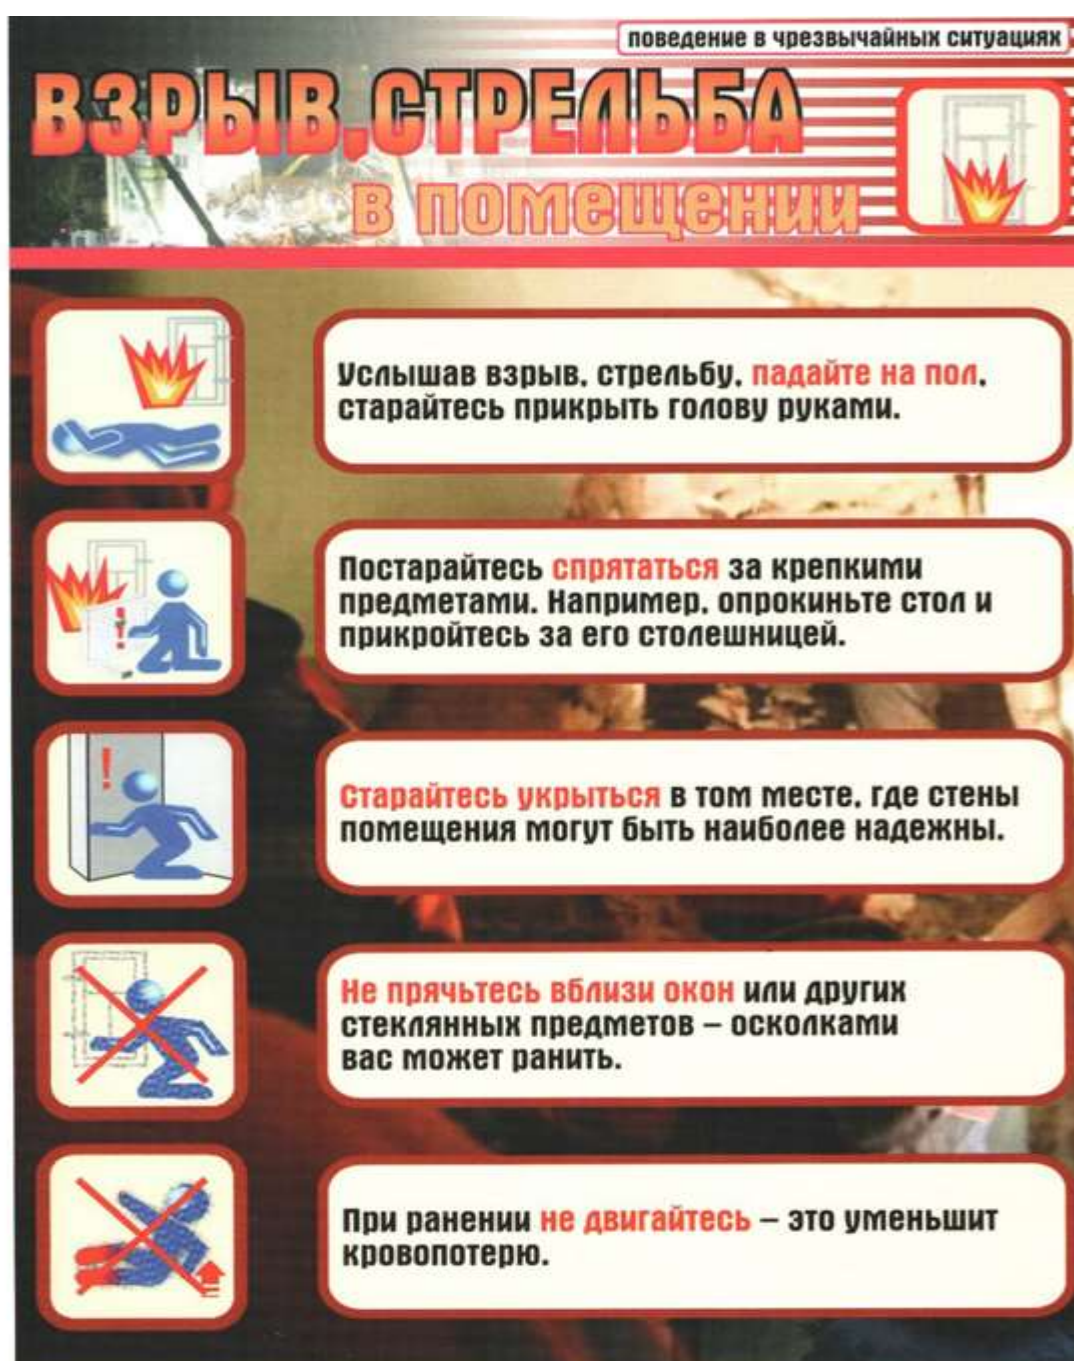 поведение в чрезвычайных ситуациях
ВЗРЫВ, СТРЕЛЬБА
в помещении
Услышав взрыв, стрельбу, падайте на пол,
старайтесь прикрыть голову руками.
Постарайтесь спрятаться за крепкими
предметами. Например, опрокиньте стол и
прикройтесь за его столешницей.
Старайтесь укрыться в том месте, где стены
помещения могут быть наиболее надежны.
Не прячьтесь вблизи окон или других
стеклянных предметов – осколками
вас может ранить.
При ранении не двигайтесь – это уменьшит
кровопотерю.